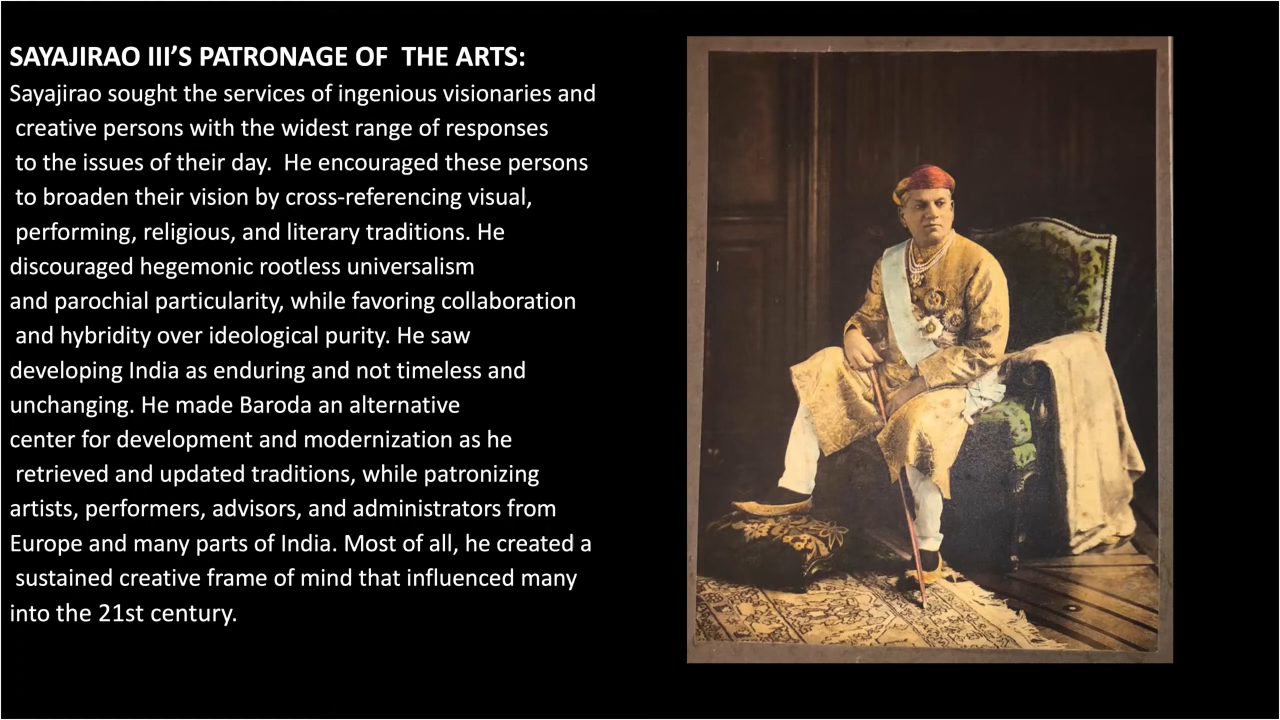 SAYAJIRAO III’S PATRONAGE OF  THE ARTS:
Sayajirao sought the services of ingenious visionaries and
creative persons with the widest range of responses
to the issues of their day.  He encouraged these persons
to broaden their vision by cross-referencing visual,
performing, religious, and literary traditions. He
discouraged hegemonic rootless universalism
and parochial particularity, while favoring collaboration
and hybridity over ideological purity. He saw
developing India as enduring and not timeless and
unchanging. He made Baroda an alternative
center for development and modernization as he
retrieved and updated traditions, while patronizing
artists, performers, advisors, and administrators from
Europe and many parts of India. Most of all, he created a
sustained creative frame of mind that influenced many
into the 21st century.